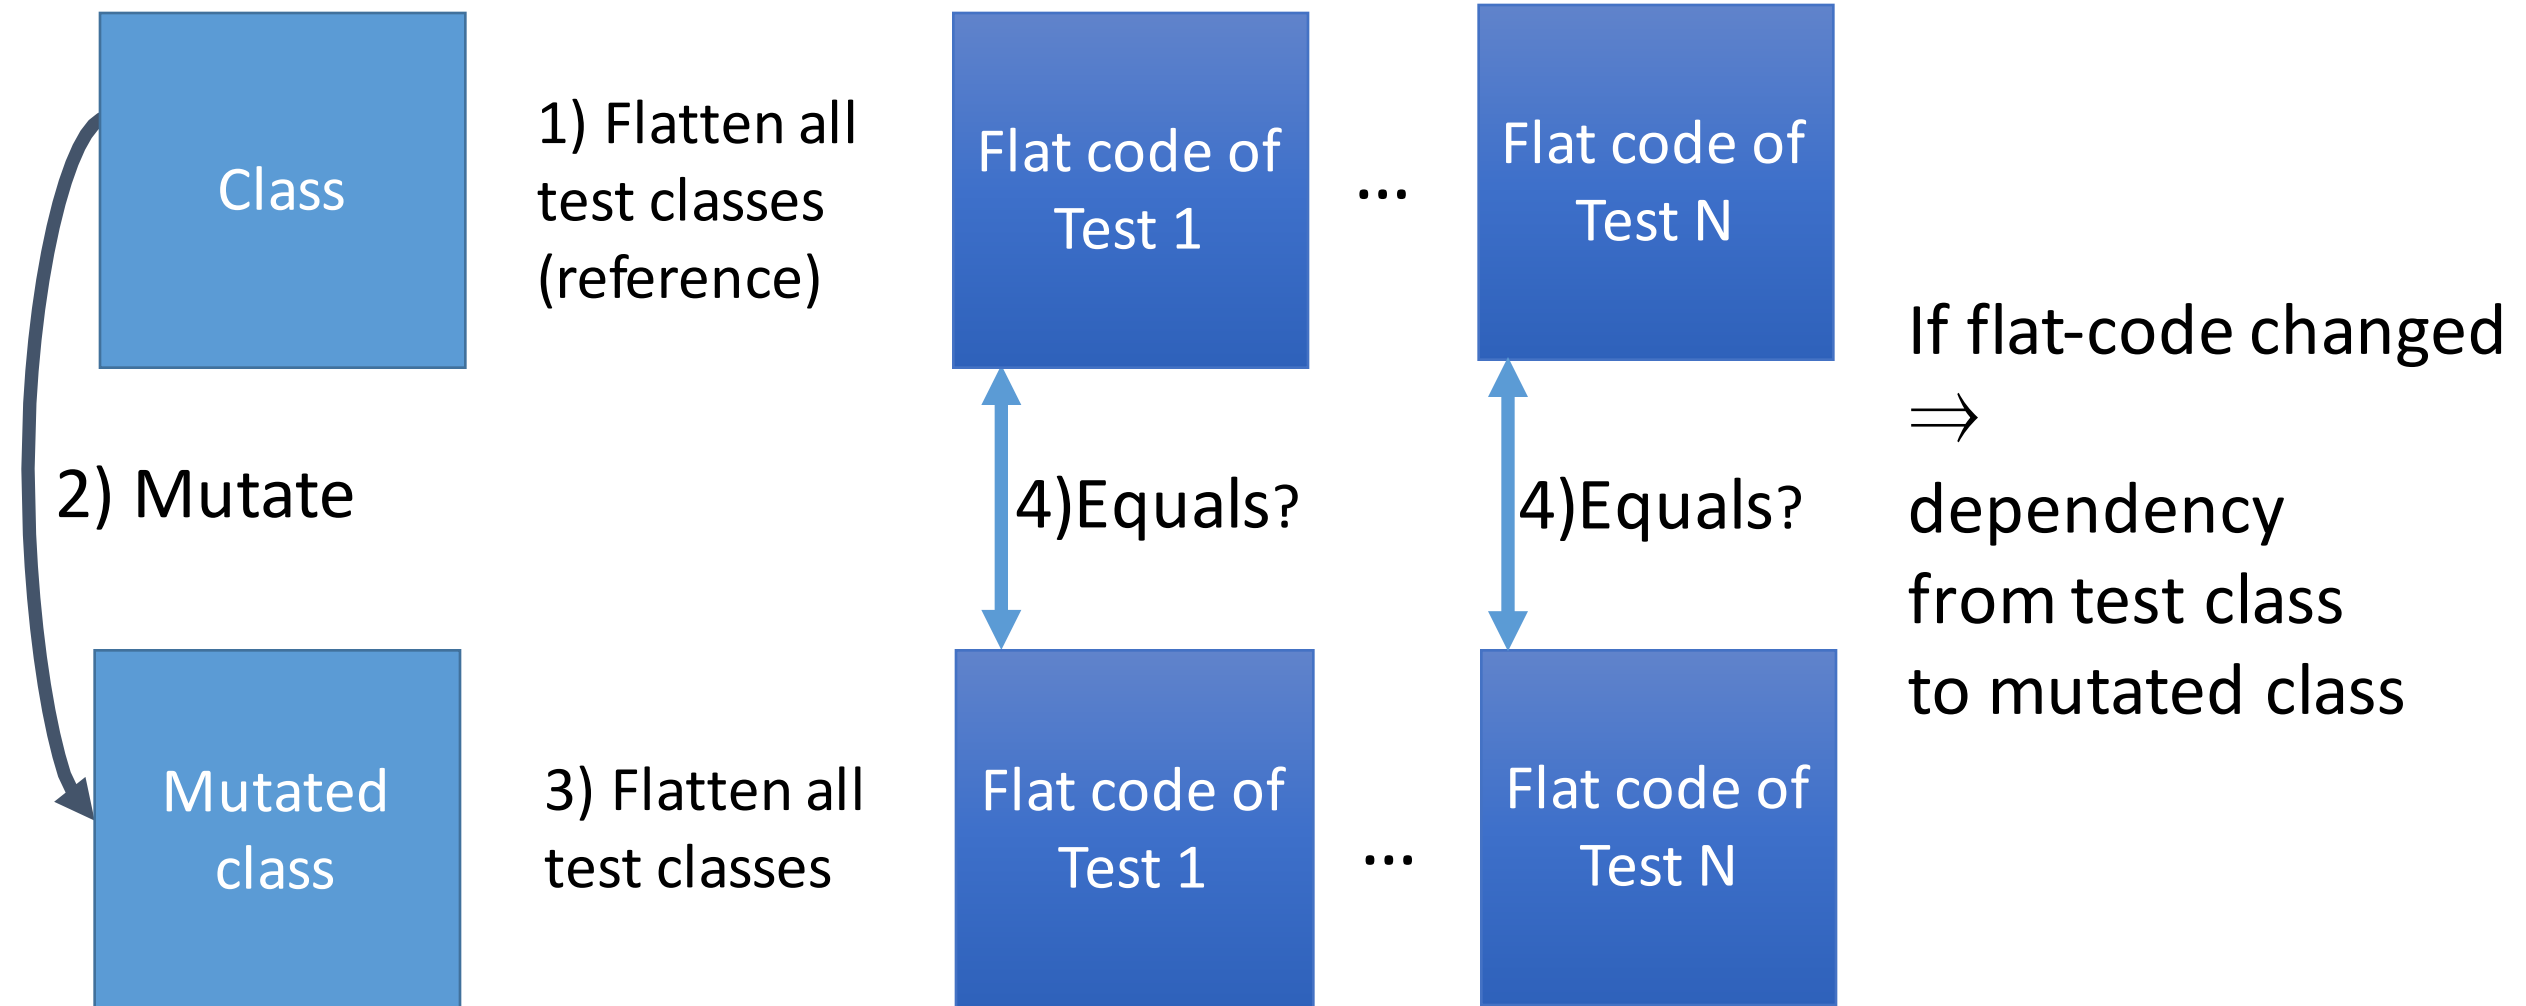 Class
1) Flatten all
test classes
(reference)
Flat code of
Test 1
...
Flat code of
Test N
2) Mutate
4)Equals?
4)Equals?
If flat-code changed
⇒
dependency
from test class
to mutated class
Mutated
class
3) Flatten all
test classes
Flat code of
Test 1
...
Flat code of
Test N